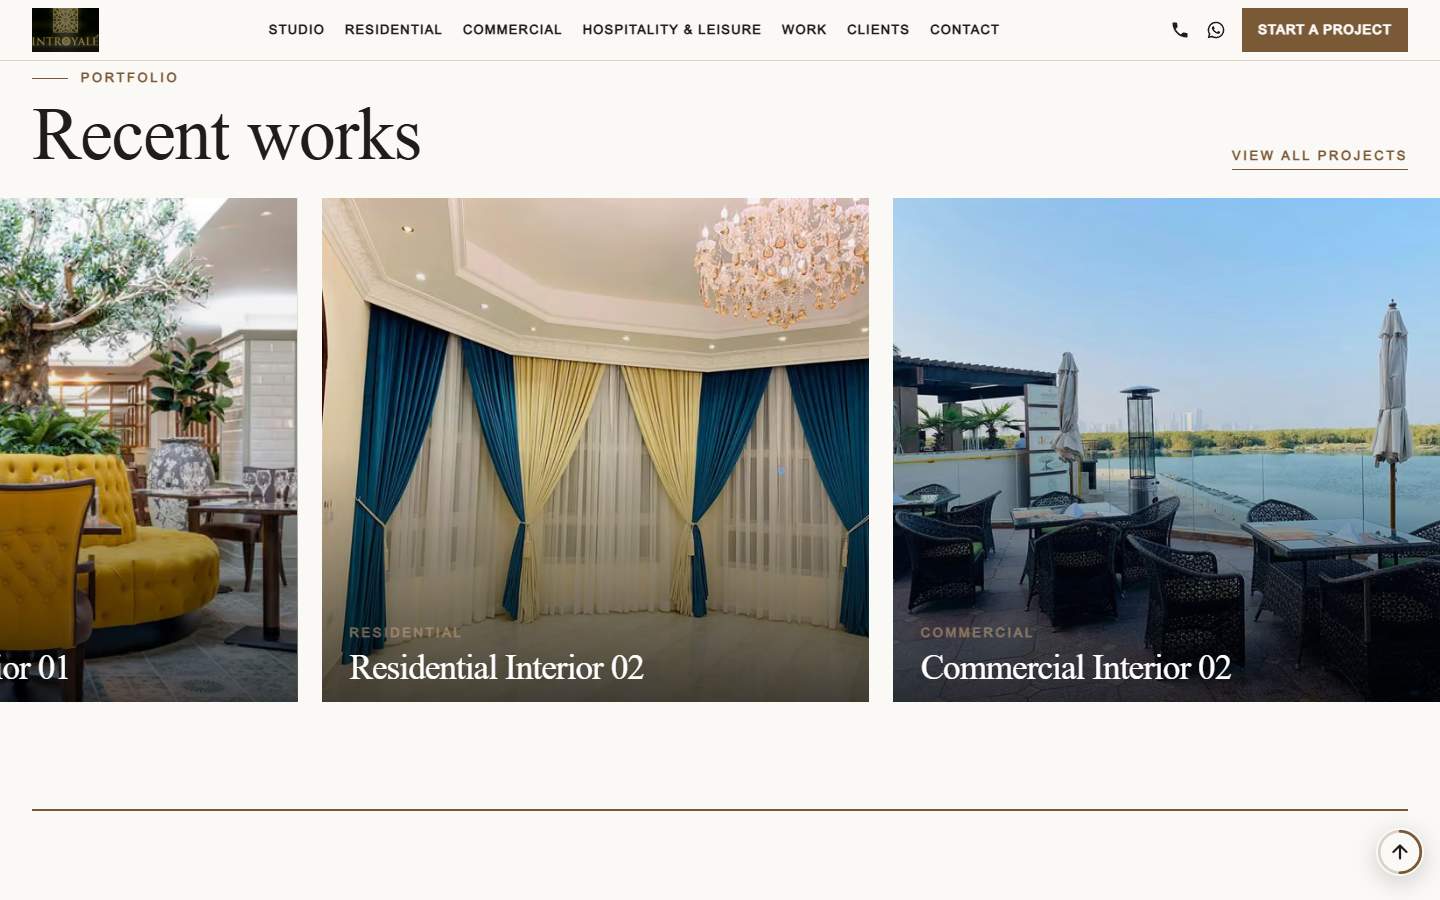 INTROYALE
STUDIO RESIDENTIAL COMMERCIAL HOSPITALITY & LEISURE WORK CLIENTS CONTACT
START A PROJECT
PORTFOLIO
Recent works
VIEW ALL PROJECTS
ior 01
RESIDENTIAL
Residential Interior 02
COMMERCIAL
Commercial Interior 02